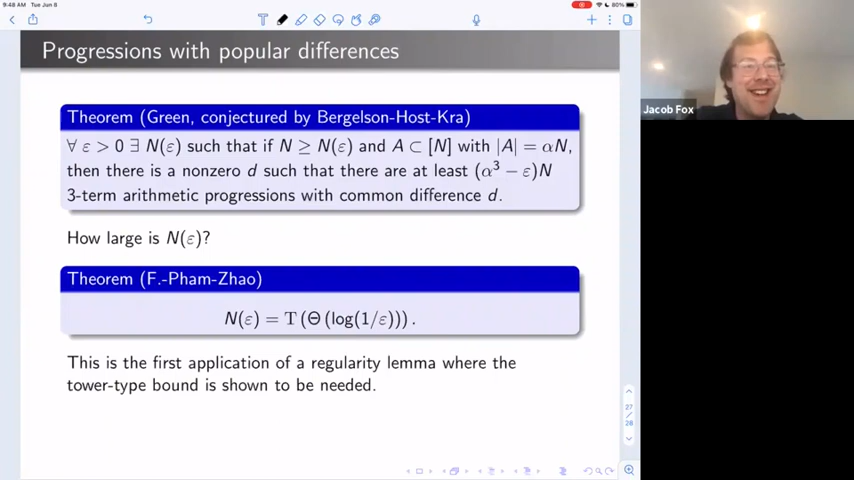 9:48 AM Tue Jun 8
80%
Progressions with popular differences
Jacob Fox
Theorem (Green, conjectured by Bergelson-Host-Kra)
∀ ε > 0 ∃ N(ε) such that if N ≥ N(ε) and A ⊂ [N] with |A| = αN,
then there is a nonzero d such that there are at least (α³ − ε)N
3-term arithmetic progressions with common difference d.
How large is N(ε)?
Theorem (F.-Pham-Zhao)
N(ε) = T (Θ (log(1/ε))) .
This is the first application of a regularity lemma where the
tower-type bound is shown to be needed.
27
/
28